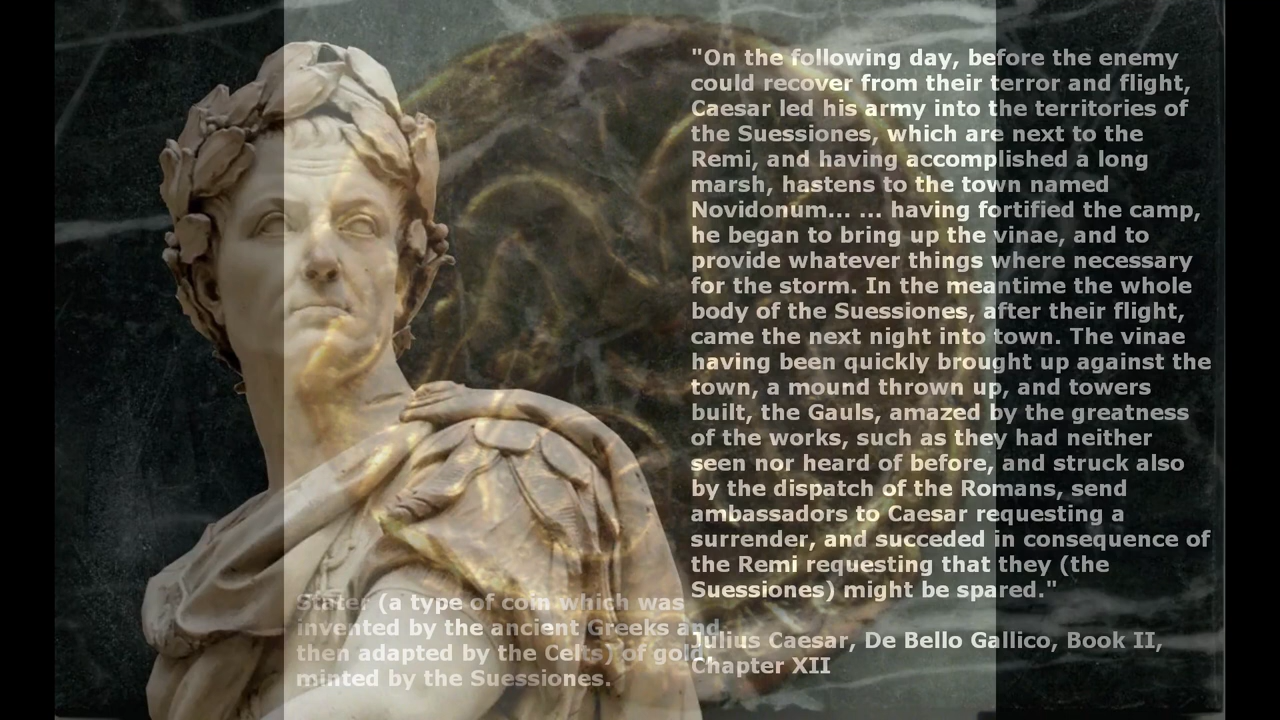 "On the following day, before the enemy
could recover from their terror and flight,
Caesar led his army into the territories of
the Suessiones, which are next to the
Remi, and having accomplished a long
marsh, hastens to the town named
Novidonum... ... having fortified the camp,
he began to bring up the vinae, and to
provide whatever things where necessary
for the storm. In the meantime the whole
body of the Suessiones, after their flight,
came the next night into town. The vinae
having been quickly brought up against the
town, a mound thrown up, and towers
built, the Gauls, amazed by the greatness
of the works, such as they had neither
seen nor heard of before, and struck also
by the dispatch of the Romans, send
ambassadors to Caesar requesting a
surrender, and succeded in consequence of
the Remi requesting that they (the
Suessiones) might be spared."
Julius Caesar, De Bello Gallico, Book II,
Chapter XII
Stater (a type of coin which was
invented by the ancient Greeks and
then adapted by the Celts) of gold,
minted by the Suessiones.